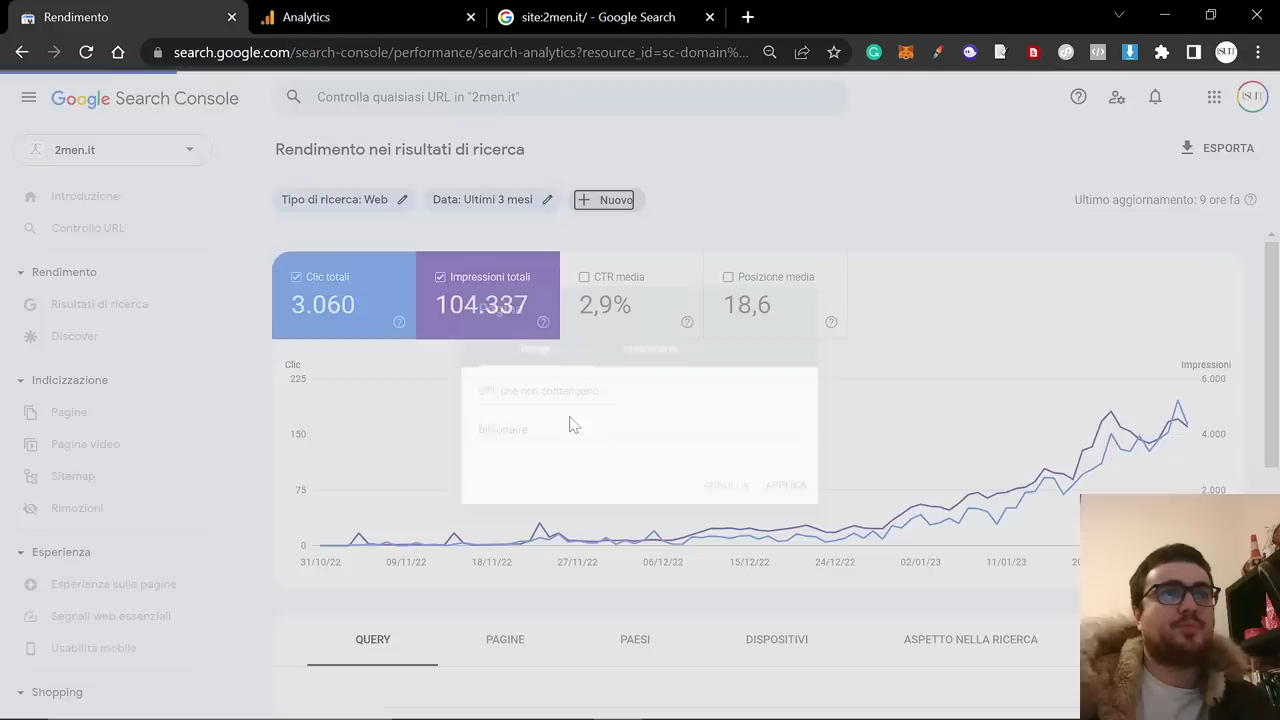 Rendimento
Analytics
site:2men.it/ - Google Search
search.google.com/search-console/performance/search-analytics?resource_id=sc-domain%...
Google Search Console
Controlla qualsiasi URL in "2men.it"
2men.it
Rendimento nei risultati di ricerca
ESPORTA
Introduzione
Controllo URL
Tipo di ricerca: Web
Data: Ultimi 3 mesi
Nuovo
Ultimo aggiornamento: 9 ore fa
Rendimento
Risultati di ricerca
Discover
Clic totali
3.060
Impressioni totali
104.337
CTR media
2,9%
Posizione media
18,6
Clic
Impressioni
225
6.000
150
4.000
75
2.000
0
31/10/22
09/11/22
18/11/22
27/11/22
06/12/22
15/12/22
24/12/22
02/01/23
11/01/23
che non contengono
billionaire
ANNULLA
APPLICA
Indicizzazione
Pagine
Pagine video
Sitemap
Rimozioni
Esperienza
Esperienza sulle pagine
Segnali web essenziali
Usabilità mobile
Shopping
QUERY
PAGINE
PAESI
DISPOSITIVI
ASPETTO NELLA RICERCA